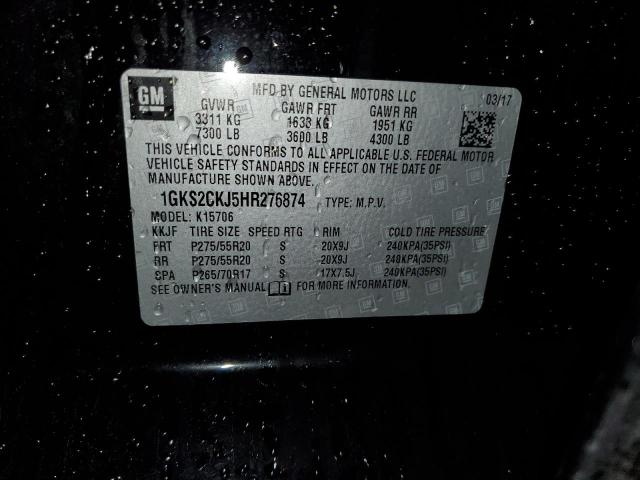 GM
MFD BY GENERAL MOTORS LLC 03/17
GVWR GAWR FRT GAWR RR
3311 KG 1633 KG 1951 KG
7300 LB 3600 LB 4300 LB
THIS VEHICLE CONFORMS TO ALL APPLICABLE U.S. FEDERAL MOTOR
VEHICLE SAFETY STANDARDS IN EFFECT ON THE DATE OF
MANUFACTURE SHOWN ABOVE.
1GKS2CKJ5HR276874 TYPE: M.P.V.
MODEL: K15706
KKJF TIRE SIZE SPEED RTG RIM COLD TIRE PRESSURE
FRT P275/55R20 S 20X9J 240KPA(35PSI)
RR P275/55R20 S 20X9J 240KPA(35PSI)
SPA P265/70R17 S 17X7.5J 240KPA(35PSI)
SEE OWNER'S MANUAL FOR MORE INFORMATION.